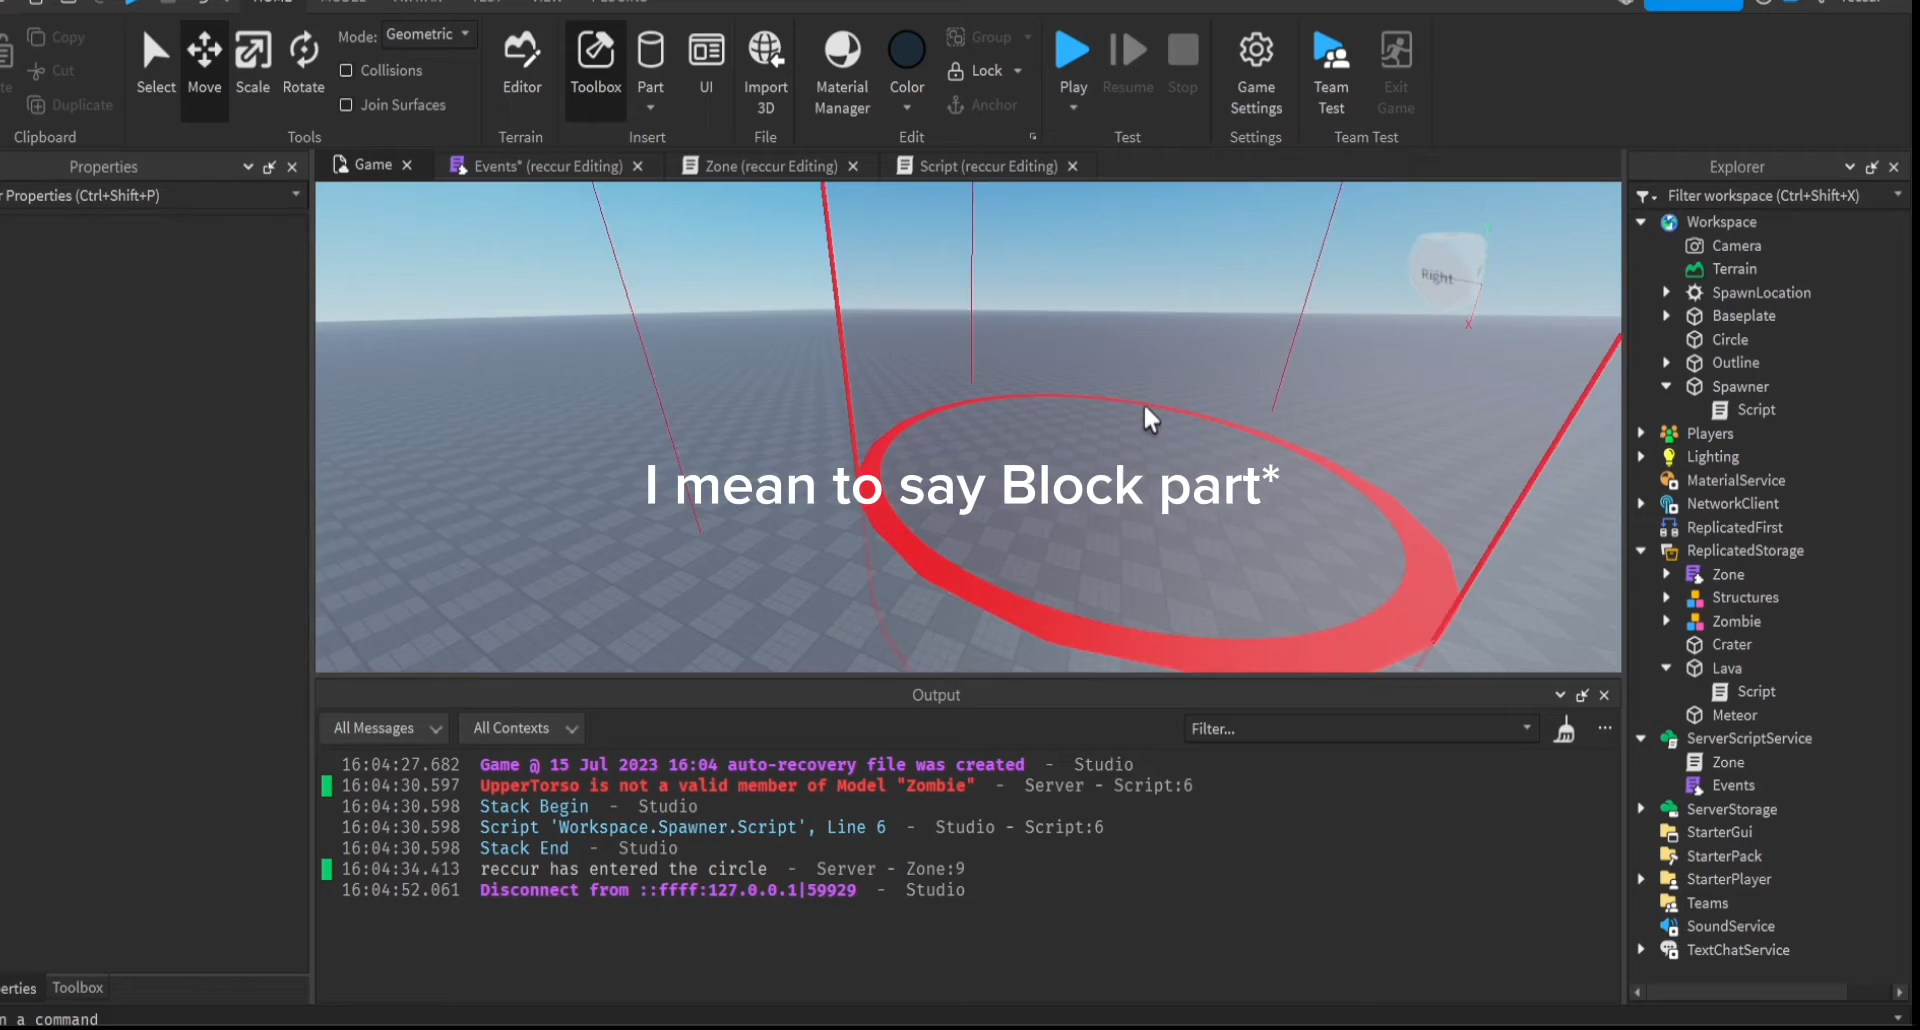 HOME
MODEL
AVATAR
TEST
VIEW
PLUGINS
reccur
Copy
Cut
Duplicate
Clipboard
Select
Move
Scale
Rotate
Mode:
Geometric
Collisions
Join Surfaces
Tools
Editor
Terrain
Toolbox
Part
UI
Insert
Import
3D
File
Material
Manager
Color
Group
Lock
Anchor
Edit
Play
Resume
Stop
Test
Game
Settings
Settings
Team
Test
Exit
Game
Team Test
Properties
r Properties (Ctrl+Shift+P)
Game
Events* (reccur Editing)
Zone (reccur Editing)
Script (reccur Editing)
Right
X
I mean to say Block part*
Output
All Messages
All Contexts
Filter...
16:04:27.682 Game @ 15 Jul 2023 16:04 auto-recovery file was created - Studio
16:04:30.597 UpperTorso is not a valid member of Model "Zombie" - Server - Script:6
16:04:30.598 Stack Begin - Studio
16:04:30.598 Script 'Workspace.Spawner.Script', Line 6 - Studio - Script:6
16:04:30.598 Stack End - Studio
16:04:34.413 reccur has entered the circle - Server - Zone:9
16:04:52.061 Disconnect from ::ffff:127.0.0.1|59929 - Studio
Explorer
Filter workspace (Ctrl+Shift+X)
Workspace
Camera
Terrain
SpawnLocation
Baseplate
Circle
Outline
Spawner
Script
Players
Lighting
MaterialService
NetworkClient
ReplicatedFirst
ReplicatedStorage
Zone
Structures
Zombie
Crater
Lava
Script
Meteor
ServerScriptService
Zone
Events
ServerStorage
StarterGui
StarterPack
StarterPlayer
Teams
SoundService
TextChatService
erties
Toolbox
n a command